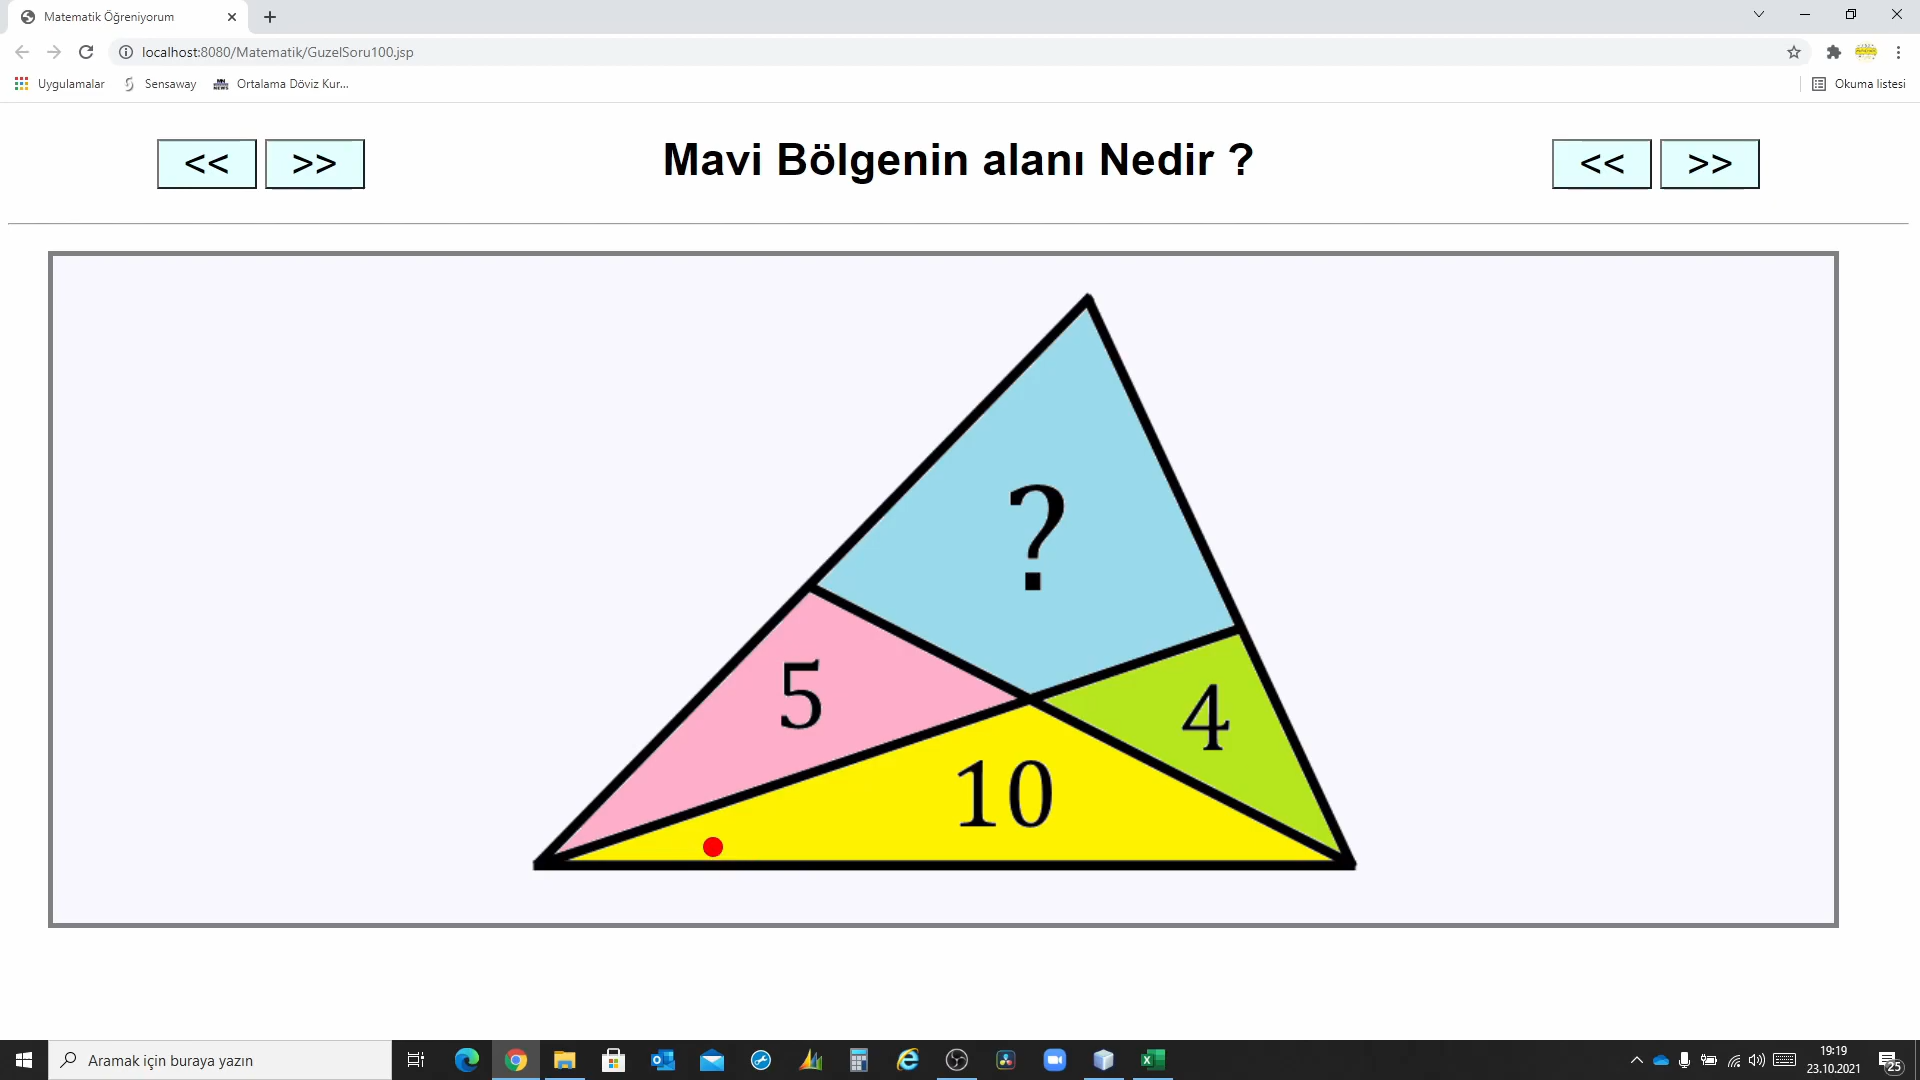 Matematik Öğreniyorum
localhost:8080/Matematik/GuzelSoru100.jsp
Uygulamalar Sensaway Ortalama Döviz Kur... Okuma listesi
<< >> Mavi Bölgenin alanı Nedir ? << >>
?
5
4
10
Aramak için buraya yazın
19:19
23.10.2021
25